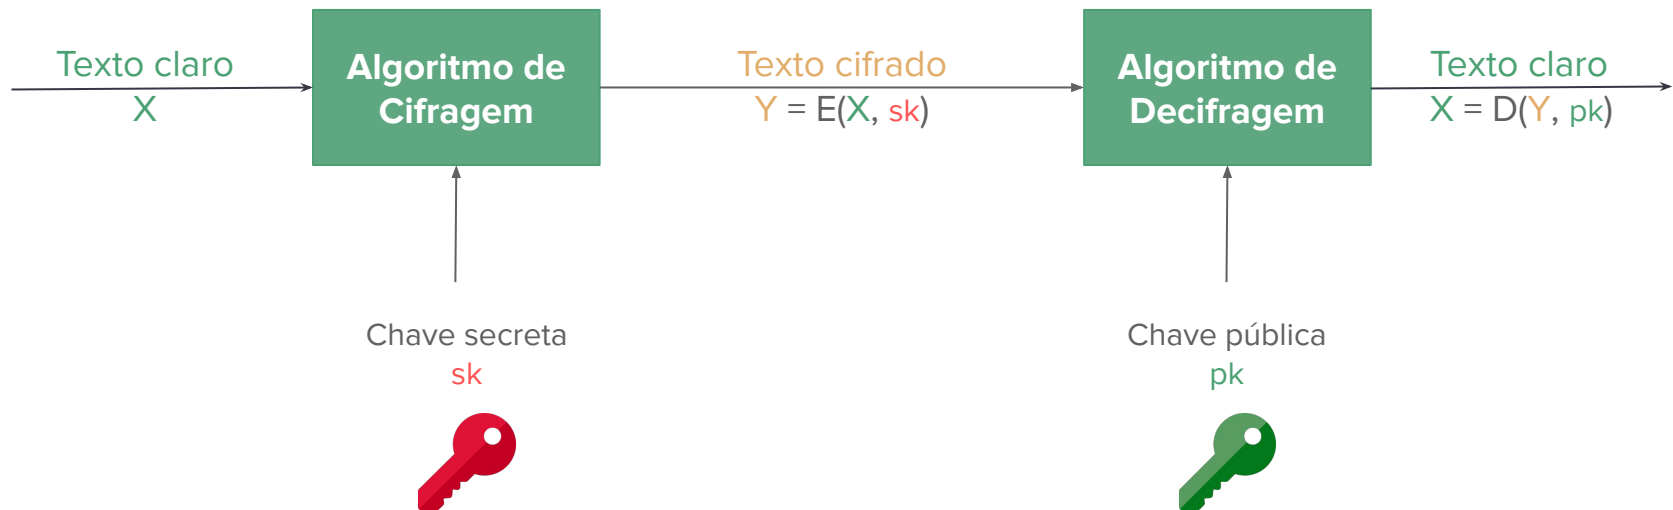 Texto claro
X
Algoritmo de
Cifragem
Texto cifrado
Y = E(X, sk)
Algoritmo de
Decifragem
Texto claro
X = D(Y, pk)
Chave secreta
sk
Chave pública
pk